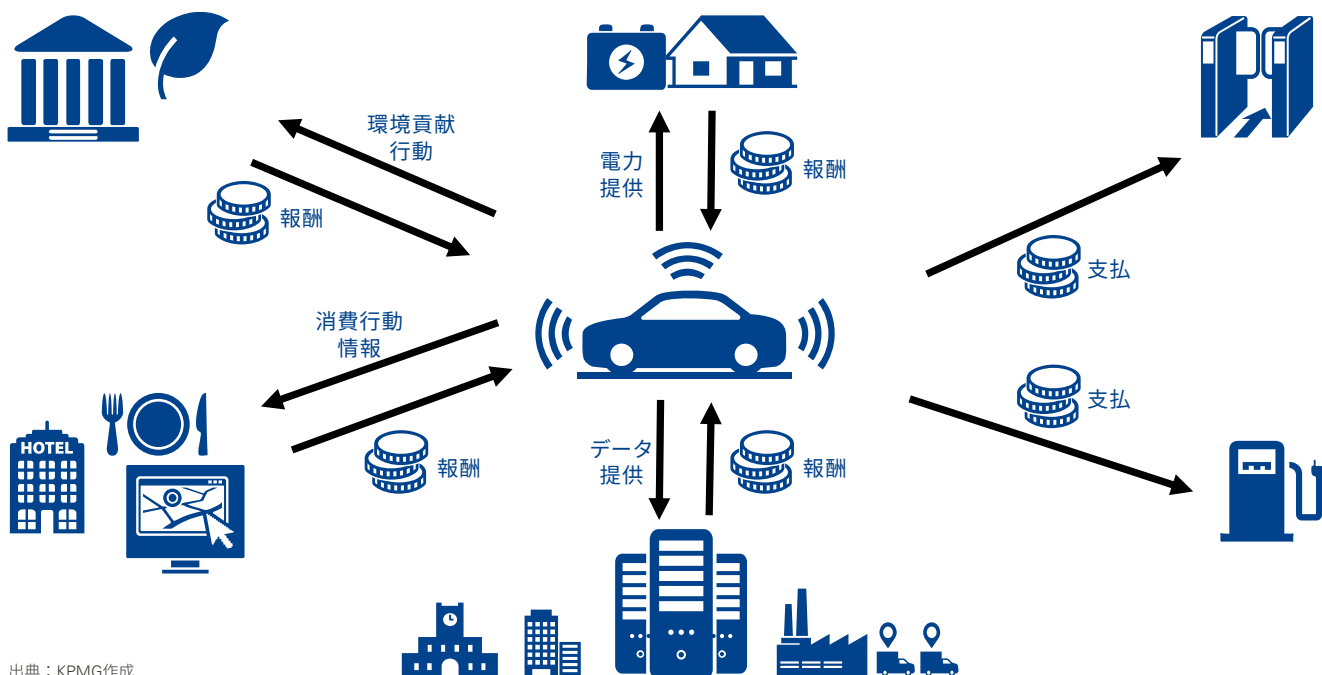 環境貢献
行動
報酬
電力
提供
報酬
支払
消費行動
情報
報酬
HOTEL
データ
提供
報酬
支払
出典：KPMG作成